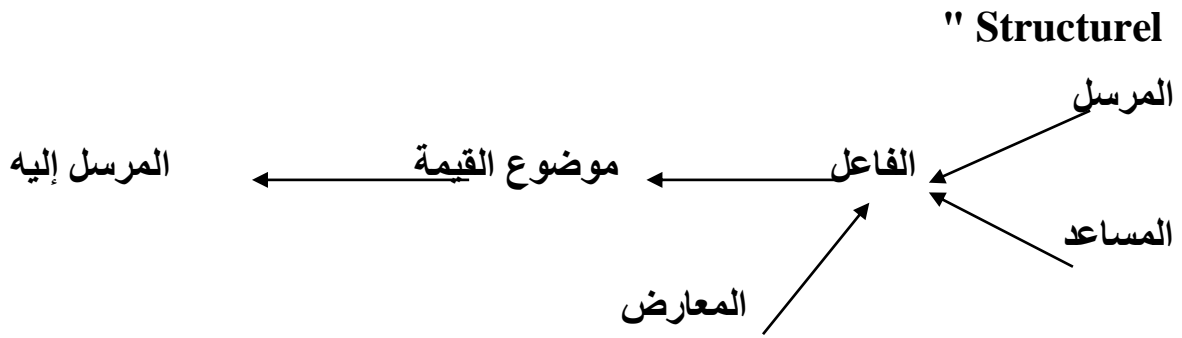 " Structurel
المرسل
الفاعل موضوع القيمة المرسل إليه
المساعد
المعارض